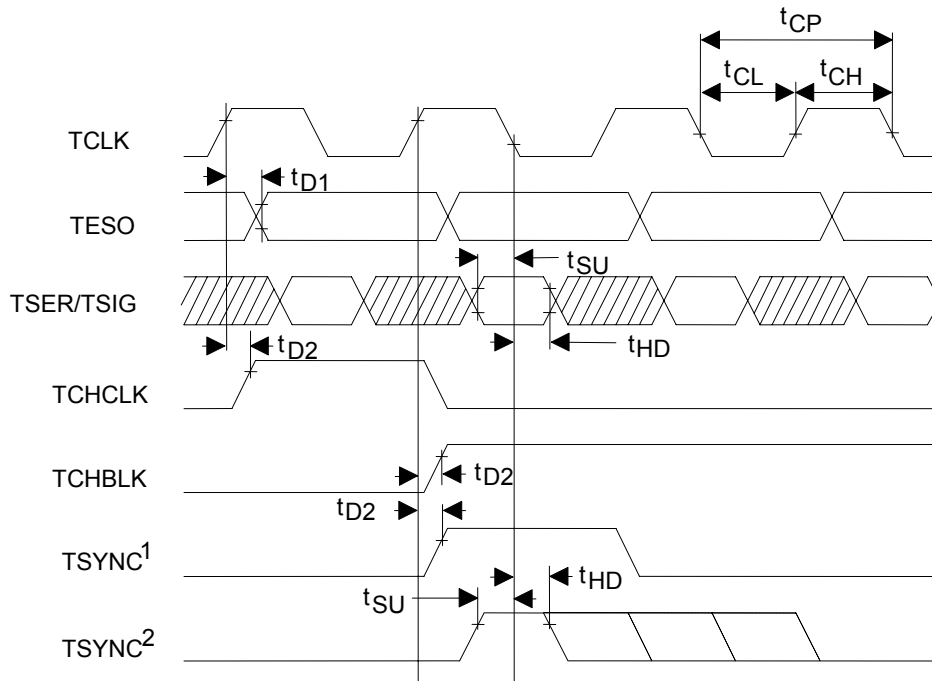 tCP
tCL tCH
TCLK
tD1
TESO
tSU
TSER/TSIG
tD2 tHD
TCHCLK
tD2
TCHBLK
tD2
TSYNC1
tHD
tSU
TSYNC2